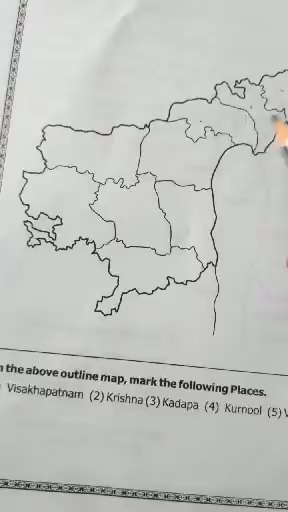 the above outline map, mark the following Places.
Visakhapatnam (2) Krishna (3) Kadapa (4) Kurnool (5)